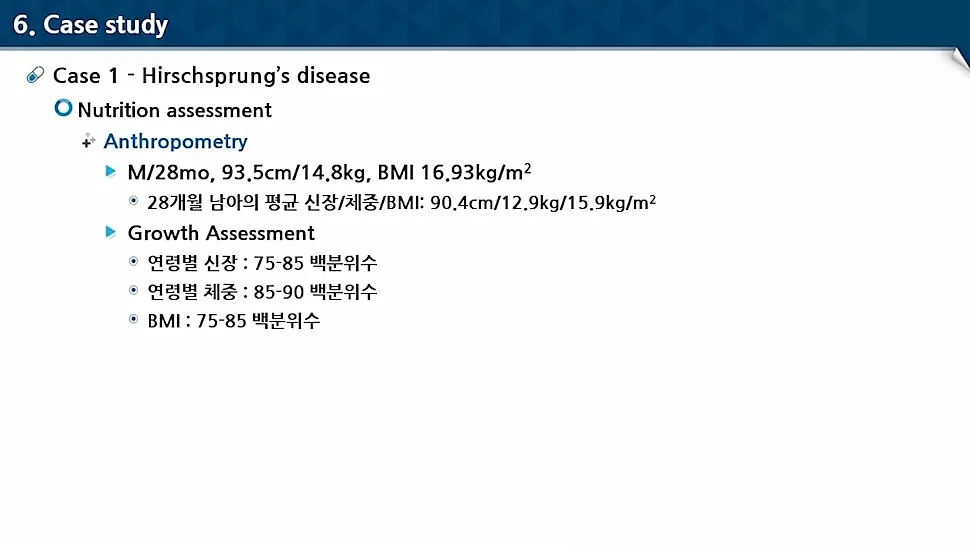 6. Case study
Case 1 - Hirschsprung's disease
Nutrition assessment
Anthropometry
M/28mo, 93.5cm/14.8kg, BMI 16.93kg/m²
28개월 남아의 평균 신장/체중/BMI: 90.4cm/12.9kg/15.9kg/m²
Growth Assessment
연령별 신장 : 75-85 백분위수
연령별 체중 : 85-90 백분위수
BMI : 75-85 백분위수